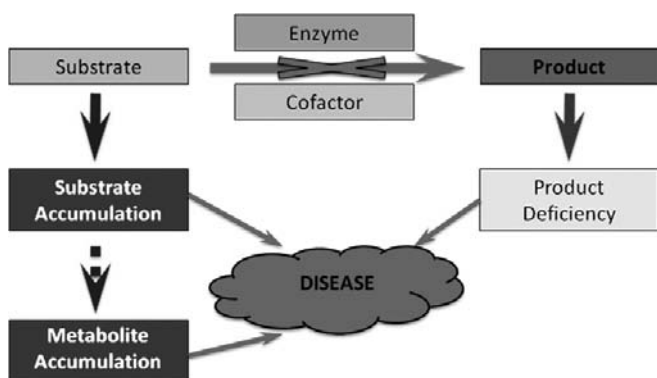 Enzyme
Substrate
Product
Cofactor
Substrate
Accumulation
Product
Deficiency
DISEASE
Metabolite
Accumulation